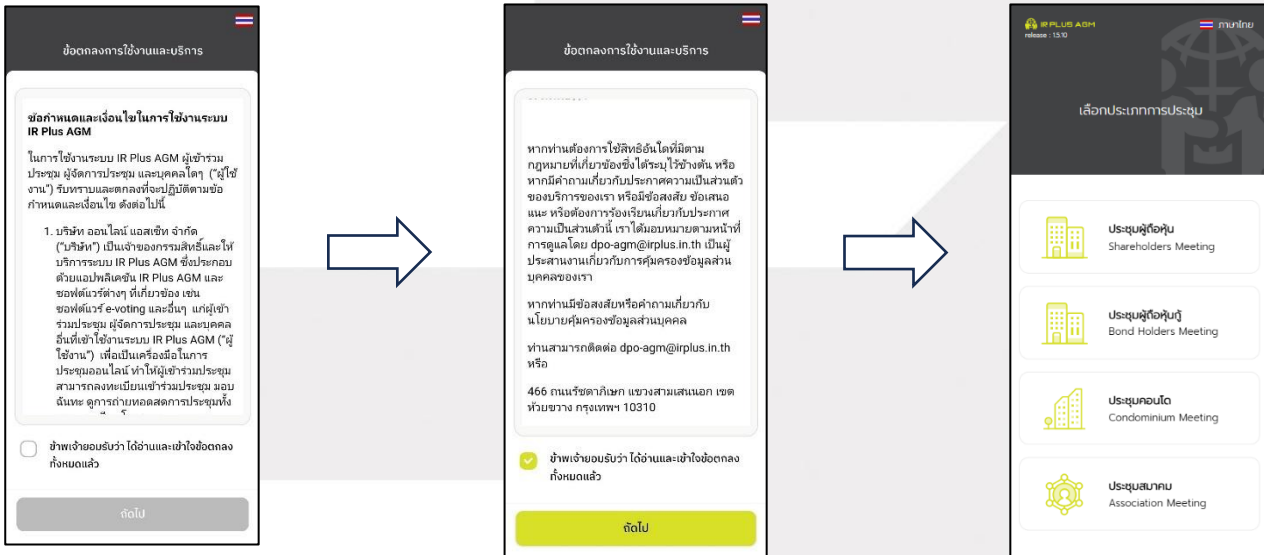 ข้อตกลงการใช้งานและบริการ
ข้อกำหนดและเงื่อนไขในการใช้งานระบบ
IR Plus AGM
ในการใช้งานระบบ IR Plus AGM ผู้เข้าร่วม
ประชุม ผู้จัดการประชุม และบุคคลใดๆ (“ผู้ใช้
งาน”) รับทราบและตกลงที่จะปฏิบัติตามข้อ
กำหนดและเงื่อนไข ดังต่อไปนี้
1. บริษัท ออนไลน์ แอสเซ็ท จำกัด
(“บริษัท”) เป็นเจ้าของกรรมสิทธิ์และให้
บริการระบบ IR Plus AGM ซึ่งประกอบ
ด้วยแอปพลิเคชัน IR Plus AGM และ
ซอฟต์แวร์ต่างๆ ที่เกี่ยวข้อง เช่น
ซอฟต์แวร์ e-voting และอื่นๆ แก่ผู้เข้า
ร่วมประชุม ผู้จัดการประชุม และบุคคล
อื่นที่เข้าใช้งานระบบ IR Plus AGM (“ผู้
ใช้งาน”) เพื่อเป็นเครื่องมือในการ
ประชุมออนไลน์ ทำให้ผู้เข้าร่วมประชุม
สามารถลงทะเบียนเข้าร่วมประชุม มอบ
ฉันทะ ดูการถ่ายทอดสดการประชุมทั้ง
ข้าพเจ้ายอมรับว่า ได้อ่านและเข้าใจข้อตกลง
ทั้งหมดแล้ว
ถัดไป
ข้อตกลงการใช้งานและบริการ
หากท่านต้องการใช้สิทธิอันใดที่มีตาม
กฎหมายที่เกี่ยวข้องซึ่งได้ระบุไว้ข้างต้น หรือ
หากมีคำถามเกี่ยวกับประกาศความเป็นส่วนตัว
ของบริการของเรา หรือมีข้อสงสัย ข้อเสนอ
แนะ หรือต้องการร้องเรียนเกี่ยวกับประกาศ
ความเป็นส่วนตัวนี้ เราได้มอบหมายตามหน้าที่
การดูแลโดย dpo-agm@irplus.in.th เป็นผู้
ประสานงานเกี่ยวกับการคุ้มครองข้อมูลส่วน
บุคคลของเรา
หากท่านมีข้อสงสัยหรือคำถามเกี่ยวกับ
นโยบายคุ้มครองข้อมูลส่วนบุคคล
ท่านสามารถติดต่อ dpo-agm@irplus.in.th
หรือ
466 ถนนรัชดาภิเษก แขวงสามเสนนอก เขต
ห้วยขวาง กรุงเทพฯ 10310
ข้าพเจ้ายอมรับว่า ได้อ่านและเข้าใจข้อตกลง
ทั้งหมดแล้ว
ถัดไป
IR PLUS AGM
ภาษาไทย
release : 1.5.10
เลือกประเภทการประชุม
ประชุมผู้ถือหุ้น
Shareholders Meeting
ประชุมผู้ถือหุ้นกู้
Bond Holders Meeting
ประชุมคอนโด
Condominium Meeting
ประชุมสมาคม
Association Meeting